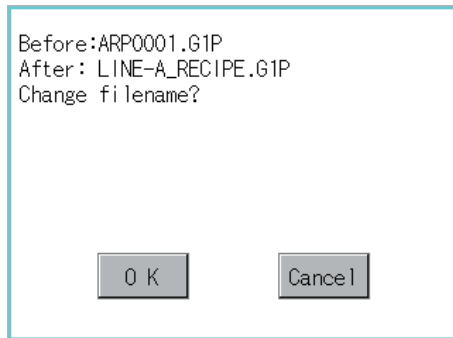 Before:ARP0001.G1P
After: LINE-A_RECIPE.G1P
Change filename?
O K
Cancel